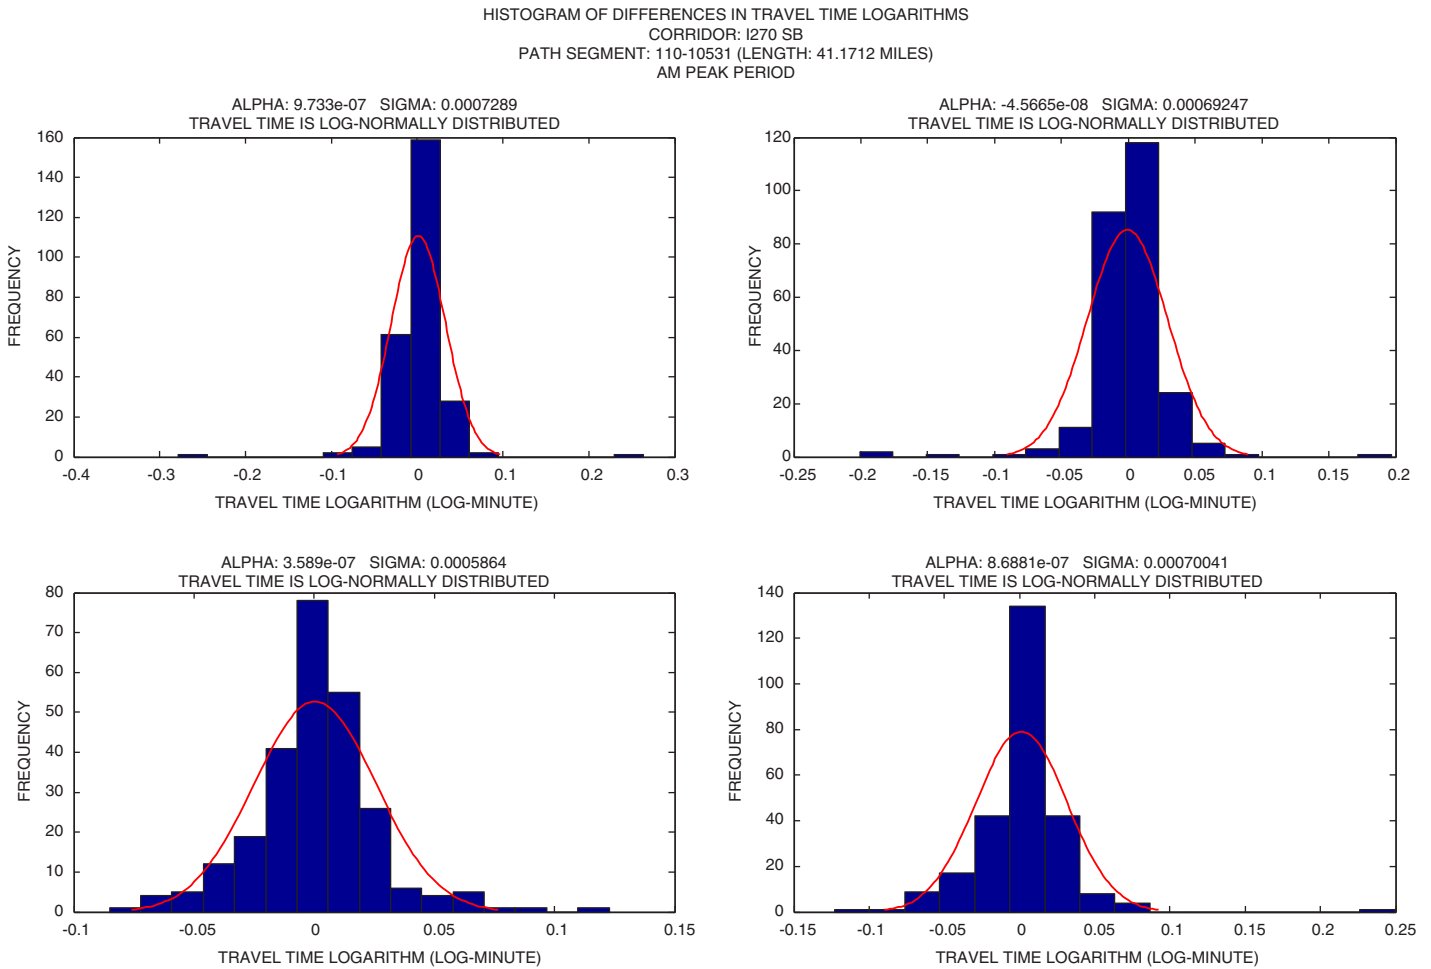 HISTOGRAM OF DIFFERENCES IN TRAVEL TIME LOGARITHMS
CORRIDOR: I270 SB
PATH SEGMENT: 110-10531 (LENGTH: 41.1712 MILES)
AM PEAK PERIOD
ALPHA: 9.733e-07 SIGMA: 0.0007289
TRAVEL TIME IS LOG-NORMALLY DISTRIBUTED
160
140
120
100
80
60
40
20
0
FREQUENCY
-0.4 -0.3 -0.2 -0.1 0 0.1 0.2 0.3
TRAVEL TIME LOGARITHM (LOG-MINUTE)
ALPHA: -4.5665e-08 SIGMA: 0.00069247
TRAVEL TIME IS LOG-NORMALLY DISTRIBUTED
120
100
80
60
40
20
0
FREQUENCY
-0.25 -0.2 -0.15 -0.1 -0.05 0 0.05 0.1 0.15 0.2
TRAVEL TIME LOGARITHM (LOG-MINUTE)
ALPHA: 3.589e-07 SIGMA: 0.0005864
TRAVEL TIME IS LOG-NORMALLY DISTRIBUTED
80
70
60
50
40
30
20
10
0
FREQUENCY
-0.1 -0.05 0 0.05 0.1 0.15
TRAVEL TIME LOGARITHM (LOG-MINUTE)
ALPHA: 8.6881e-07 SIGMA: 0.00070041
TRAVEL TIME IS LOG-NORMALLY DISTRIBUTED
140
120
100
80
60
40
20
0
FREQUENCY
-0.15 -0.1 -0.05 0 0.05 0.1 0.15 0.20 0.25
TRAVEL TIME LOGARITHM (LOG-MINUTE)